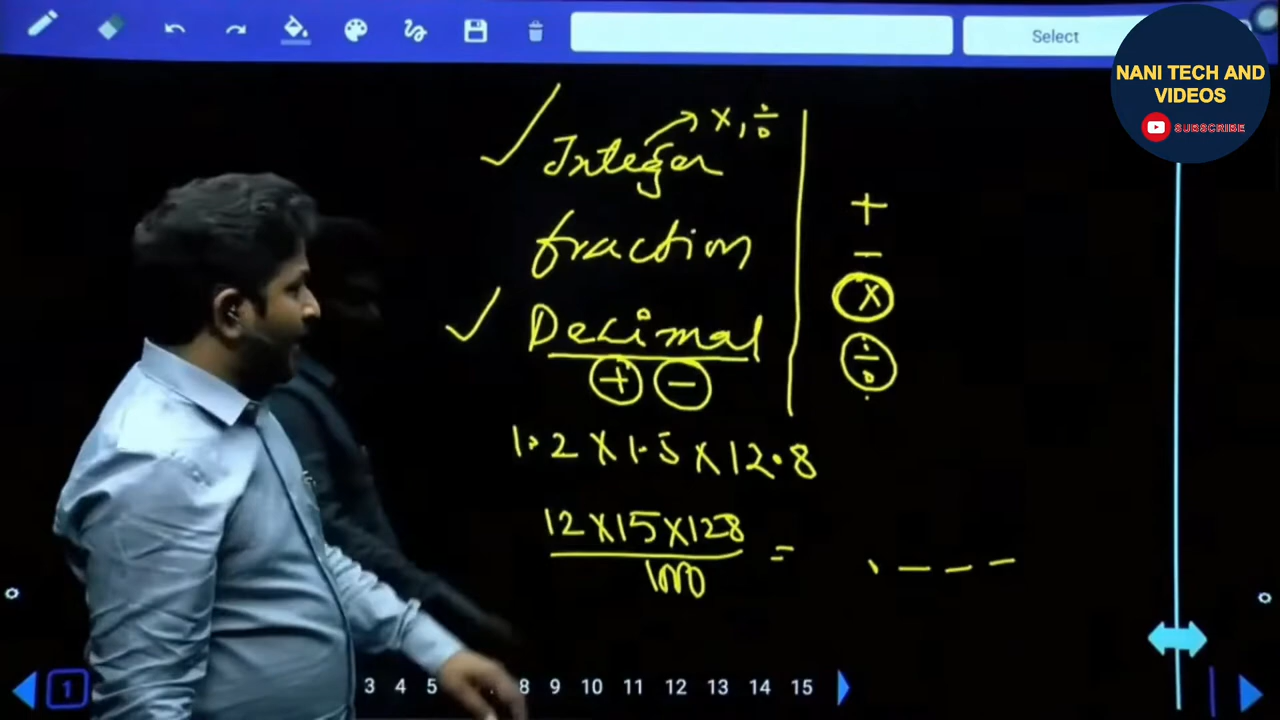 Select
NANI TECH AND
VIDEOS
SUBSCRIBE
Integer → ×, ÷
fraction
Decimal
+ −
+
−
×
÷
1.2×1.5×12.8
12×15×128
1000
=
. _ _ _
1 3 4 5 8 9 10 11 12 13 14 15